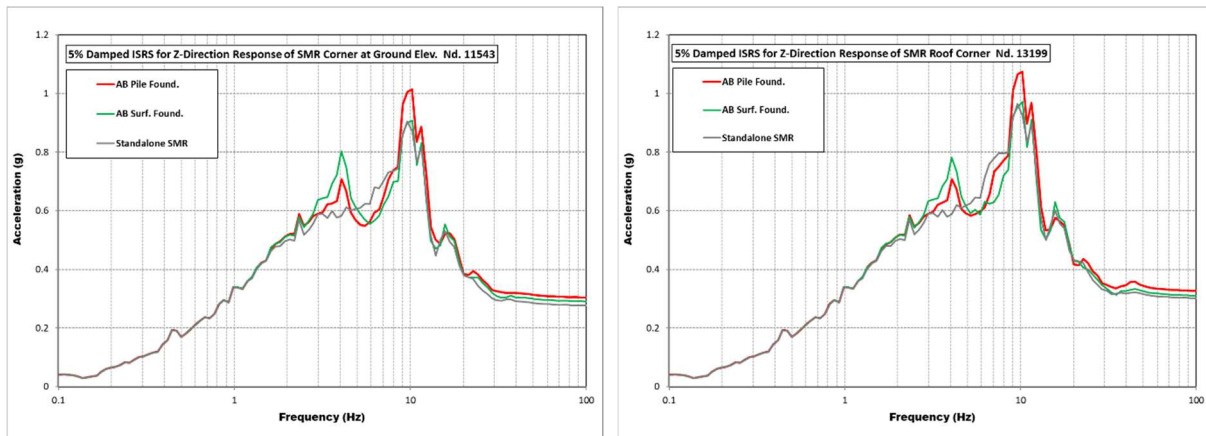 5% Damped ISRS for Z-Direction Response of SMR Corner at Ground Elev. Nd. 11543
AB Pile Found.
AB Surf. Found.
Standalone SMR
1.2
1
0.8
0.6
0.4
0.2
0
0.1
1
10
100
Acceleration (g)
Frequency (Hz)
5% Damped ISRS for Z-Direction Response of SMR Roof Corner Nd. 13199
AB Pile Found.
AB Surf. Found.
Standalone SMR
1.2
1
0.8
0.6
0.4
0.2
0
0.1
1
10
100
Acceleration (g)
Frequency (Hz)